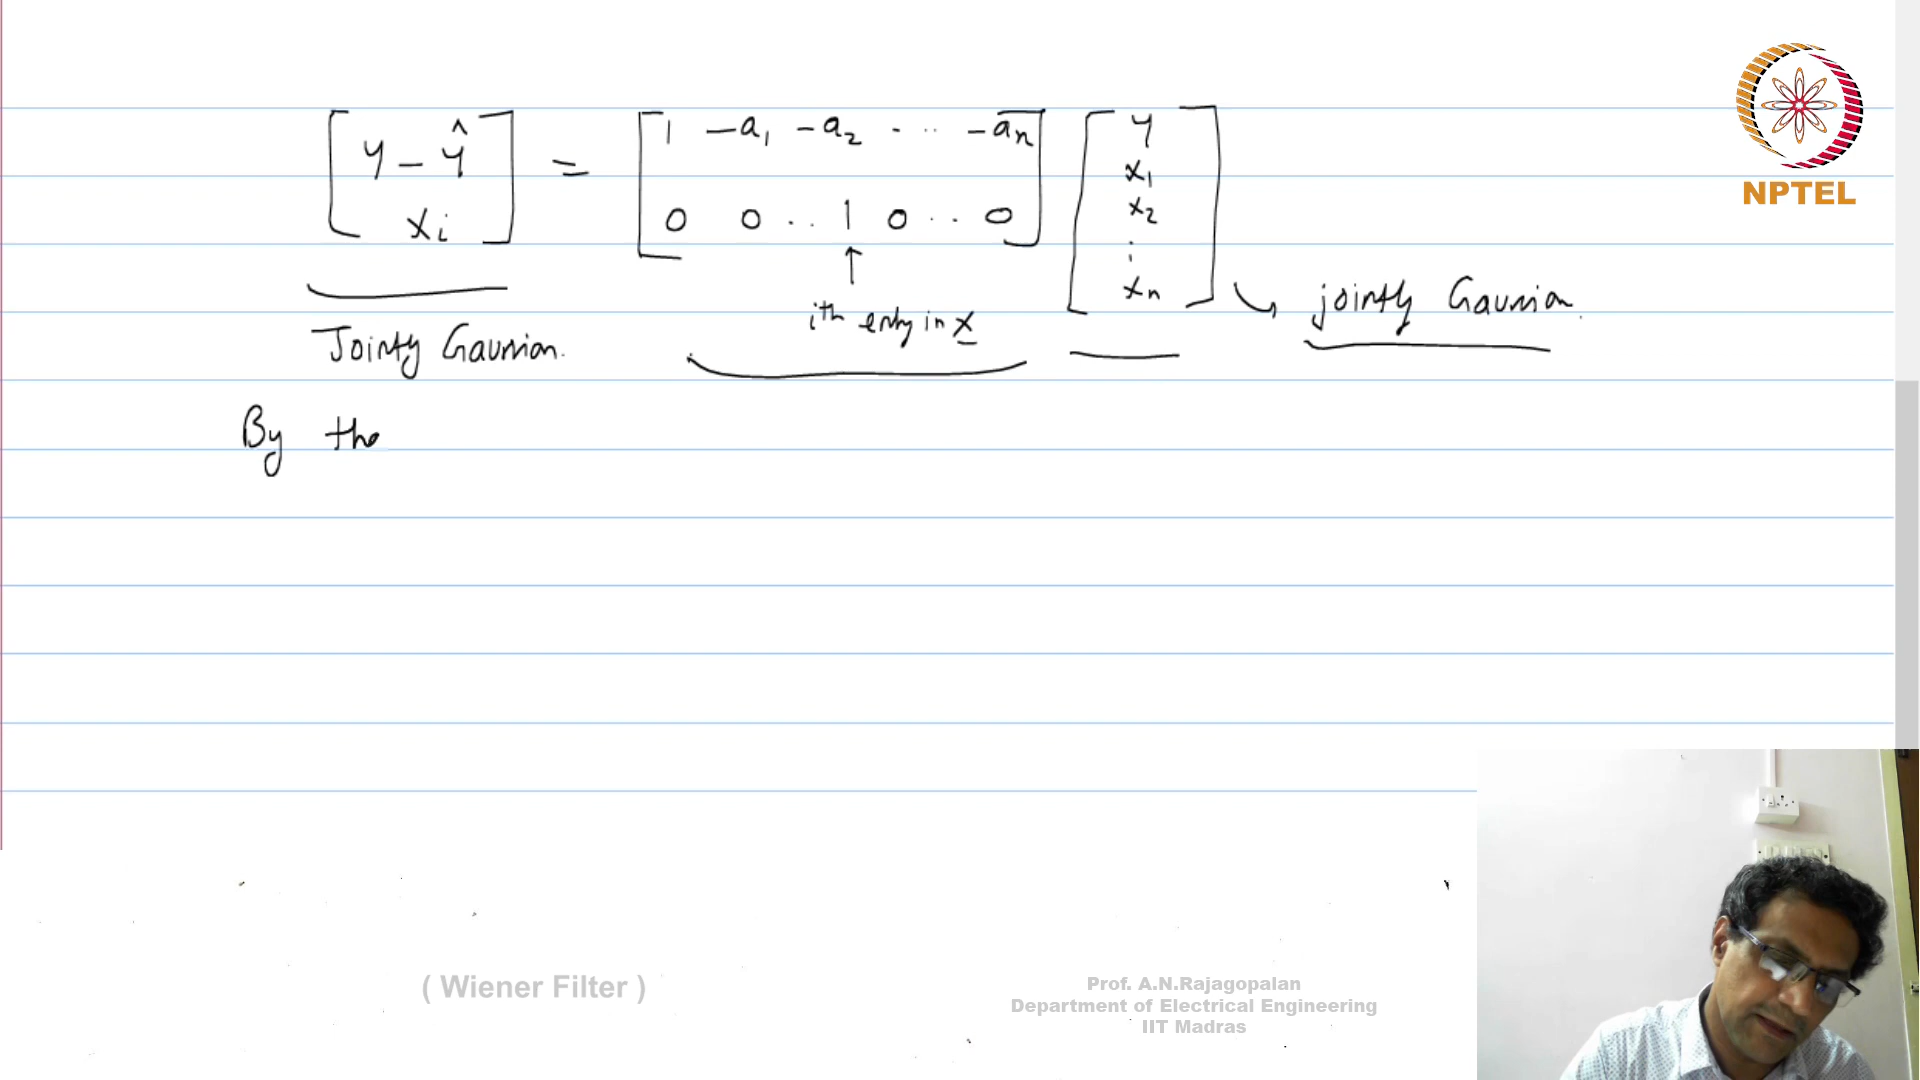 [ Y - Ŷ ; Xi ] = [ 1 -a1 -a2 - .. -an ; 0 0 .. 1 0 .. 0 ] [ Y ; X1 ; X2 ; : ; Xn ]
↑
ith entry in X
jointly Gaussian.
Jointly Gaussian.
By the
NPTEL
( Wiener Filter )
Prof. A.N.Rajagopalan
Department of Electrical Engineering
IIT Madras